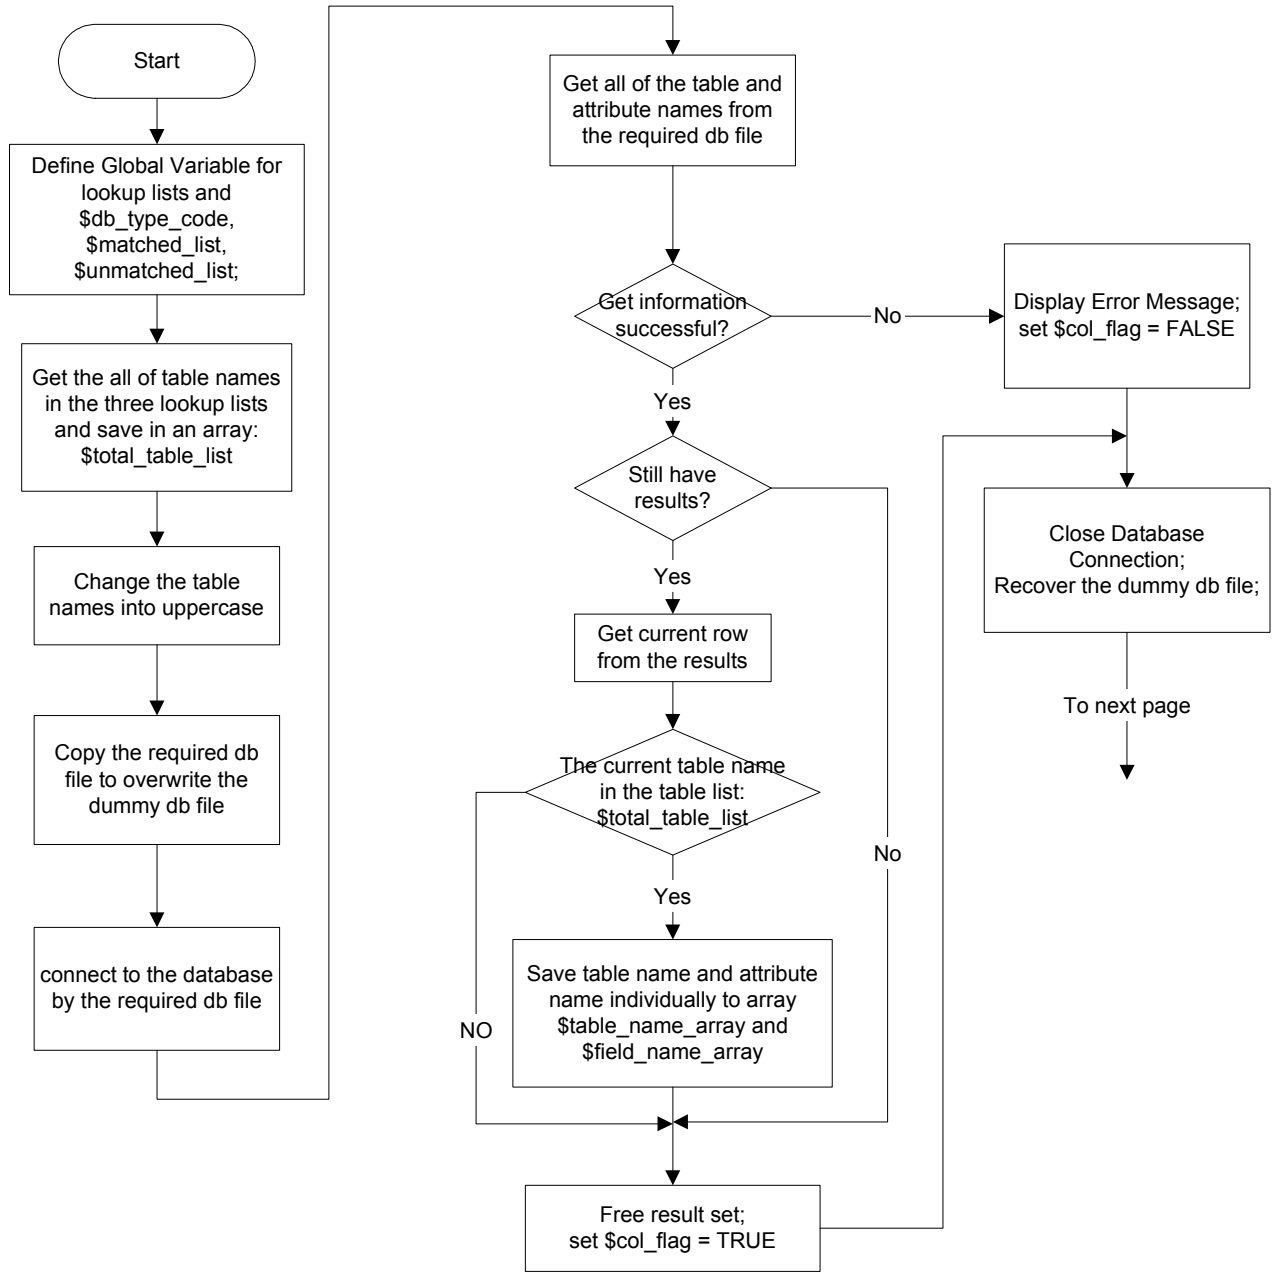 Start
Define Global Variable for
lookup lists and
$db_type_code,
$matched_list,
$unmatched_list;
Get the all of table names
in the three lookup lists
and save in an array:
$total_table_list
Change the table
names into uppercase
Copy the required db
file to overwrite the
dummy db file
connect to the database
by the required db file
Get all of the table and
attribute names from
the required db file
Get information
successful?
No
Display Error Message;
set $col_flag = FALSE
Yes
Still have
results?
Yes
Get current row
from the results
The current table name
in the table list:
$total_table_list
No
Yes
NO
Save table name and attribute
name individually to array
$table_name_array and
$field_name_array
Free result set;
set $col_flag = TRUE
Close Database
Connection;
Recover the dummy db file;
To next page